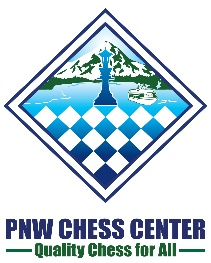 PNW CHESS CENTER
Quality Chess for All